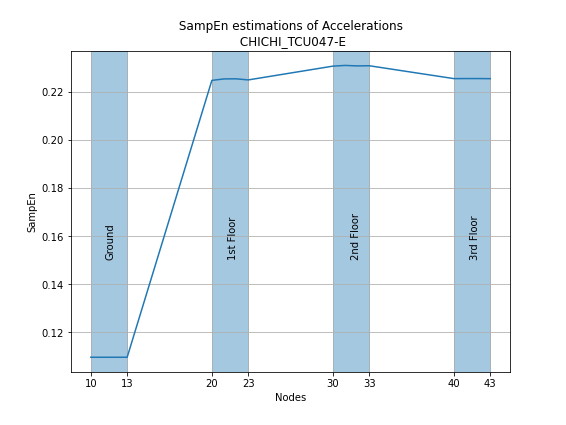 SampEn estimations of Accelerations
CHICHI_TCU047-E
SampEn
0.22
0.20
0.18
0.16
0.14
0.12
Ground
1st Floor
2nd Floor
3rd Floor
10 13 20 23 30 33 40 43
Nodes